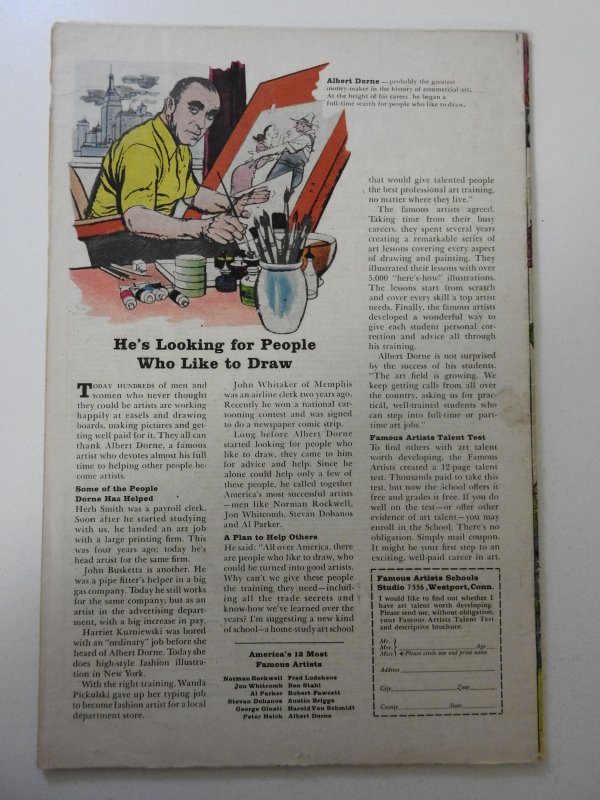 Albert Dorne — probably the greatest
money-maker in the history of commercial art.
At the height of his career, he began a
full-time search for people who like to draw.
He's Looking for People
Who Like to Draw
TODAY HUNDREDS of men and
women who never thought
they could be artists are working
happily at easels and drawing
boards, making pictures and get-
ting well paid for it. They all can
thank Albert Dorne, a famous
artist who devotes almost his full
time to helping other people be-
come artists.
Some of the People
Dorne Has Helped
Herb Smith was a payroll clerk.
Soon after he started studying
with us, he landed an art job
with a large printing firm. This
was four years ago; today he's
head artist for the same firm.
John Busketta is another. He
was a pipe fitter's helper in a big
gas company. Today he still works
for the same company, but as an
artist in the advertising depart-
ment, with a big increase in pay.
Harriet Kuzniewski was bored
with an "ordinary" job before she
heard of Albert Dorne. Today she
does high-style fashion illustra-
tion in New York.
With the right training, Wanda
Pickulski gave up her typing job
to become fashion artist for a local
department store.
John Whitaker of Memphis
was an airline clerk two years ago.
Recently he won a national car-
tooning contest and was signed
to do a newspaper comic strip.
Long before Albert Dorne
started looking for people who
like to draw, they came to him
for advice and help. Since he
alone could help only a few of
these people, he called together
America's most successful artists
—men like Norman Rockwell,
Jon Whitcomb, Stevan Dohanos
and Al Parker.
A Plan to Help Others
He said: "All over America, there
are people who like to draw, who
could be turned into good artists.
Why can't we give these people
the training they need—includ-
ing all the trade secrets and
know-how we've learned over the
years? I'm suggesting a new kind
of school—a home-study art school
America's 12 Most
Famous Artists
Norman Rockwell Fred Ludekens
Jon Whitcomb Ben Stahl
Al Parker Robert Fawcett
Stevan Dohanos Austin Briggs
George Giusti Harold Von Schmidt
Peter Helck Albert Dorne
that would give talented people
the best professional art training,
no matter where they live."
The famous artists agreed.
Taking time from their busy
careers, they spent several years
creating a remarkable series of
art lessons covering every aspect
of drawing and painting. They
illustrated their lessons with over
5,000 "here's-how" illustrations.
The lessons start from scratch
and cover every skill a top artist
needs. Finally, the famous artists
developed a wonderful way to
give each student personal cor-
rection and advice all through
his training.
Albert Dorne is not surprised
by the success of his students.
"The art field is growing. We
keep getting calls from all over
the country, asking us for prac-
tical, well-trained students who
can step into full-time or part-
time art jobs."
Famous Artists Talent Test
To find others with art talent
worth developing, the Famous
Artists created a 12-page talent
test. Thousands paid to take this
test, but now the school offers it
free and grades it free. If you do
well on the test—or offer other
evidence of art talent—you may
enroll in the School. There's no
obligation. Simply mail coupon.
It might be your first step to an
exciting, well-paid career in art.
Famous Artists Schools
Studio 7556, Westport, Conn.
I would like to find out whether I
have art talent worth developing.
Please send me, without obligation,
your Famous Artists Talent Test
and descriptive brochure.
Mr.
Mrs. Age
Miss Please circle one and print name
Address
City Zone
County State